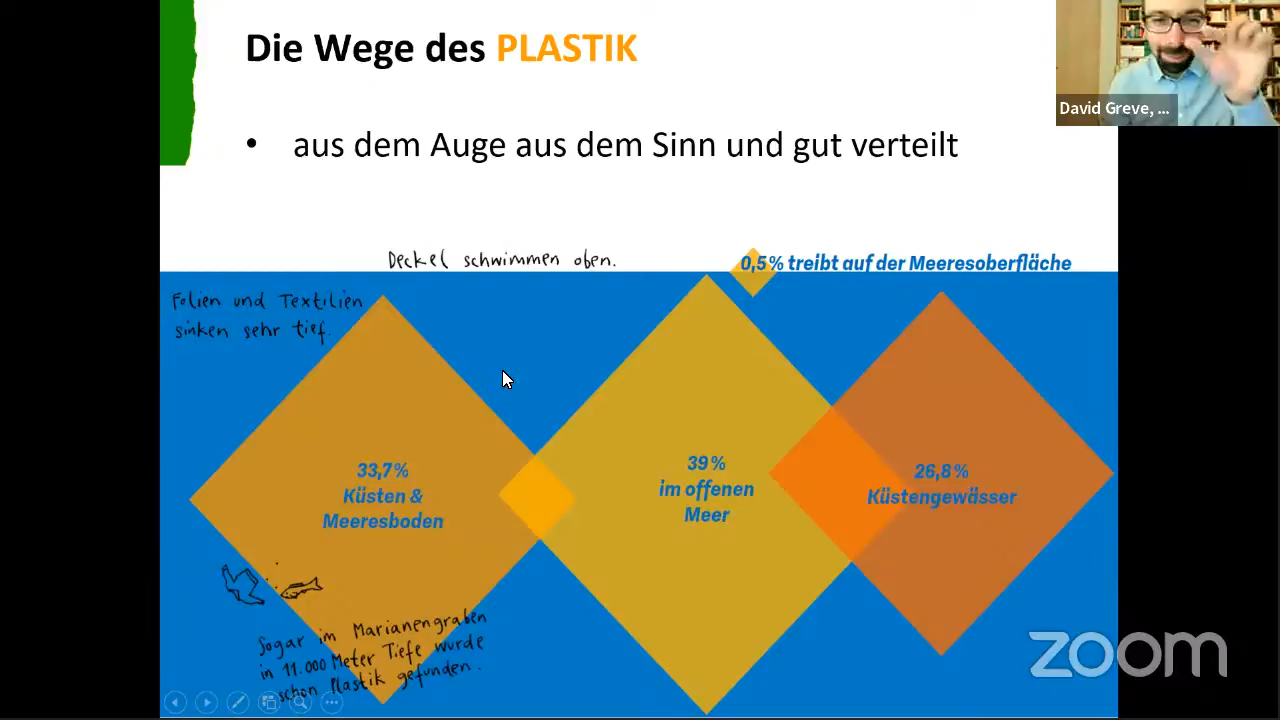 Die Wege des PLASTIK
David Greve, ...
• aus dem Auge aus dem Sinn und gut verteilt
Deckel schwimmen oben.
0,5% treibt auf der Meeresoberfläche
Folien und Textilien
sinken sehr tief.
33,7%
Küsten &
Meeresboden
39%
im offenen
Meer
26,8%
Küstengewässer
Sogar im Marianengraben
in 11.000 Meter Tiefe wurde
schon Plastik gefunden.
zoom